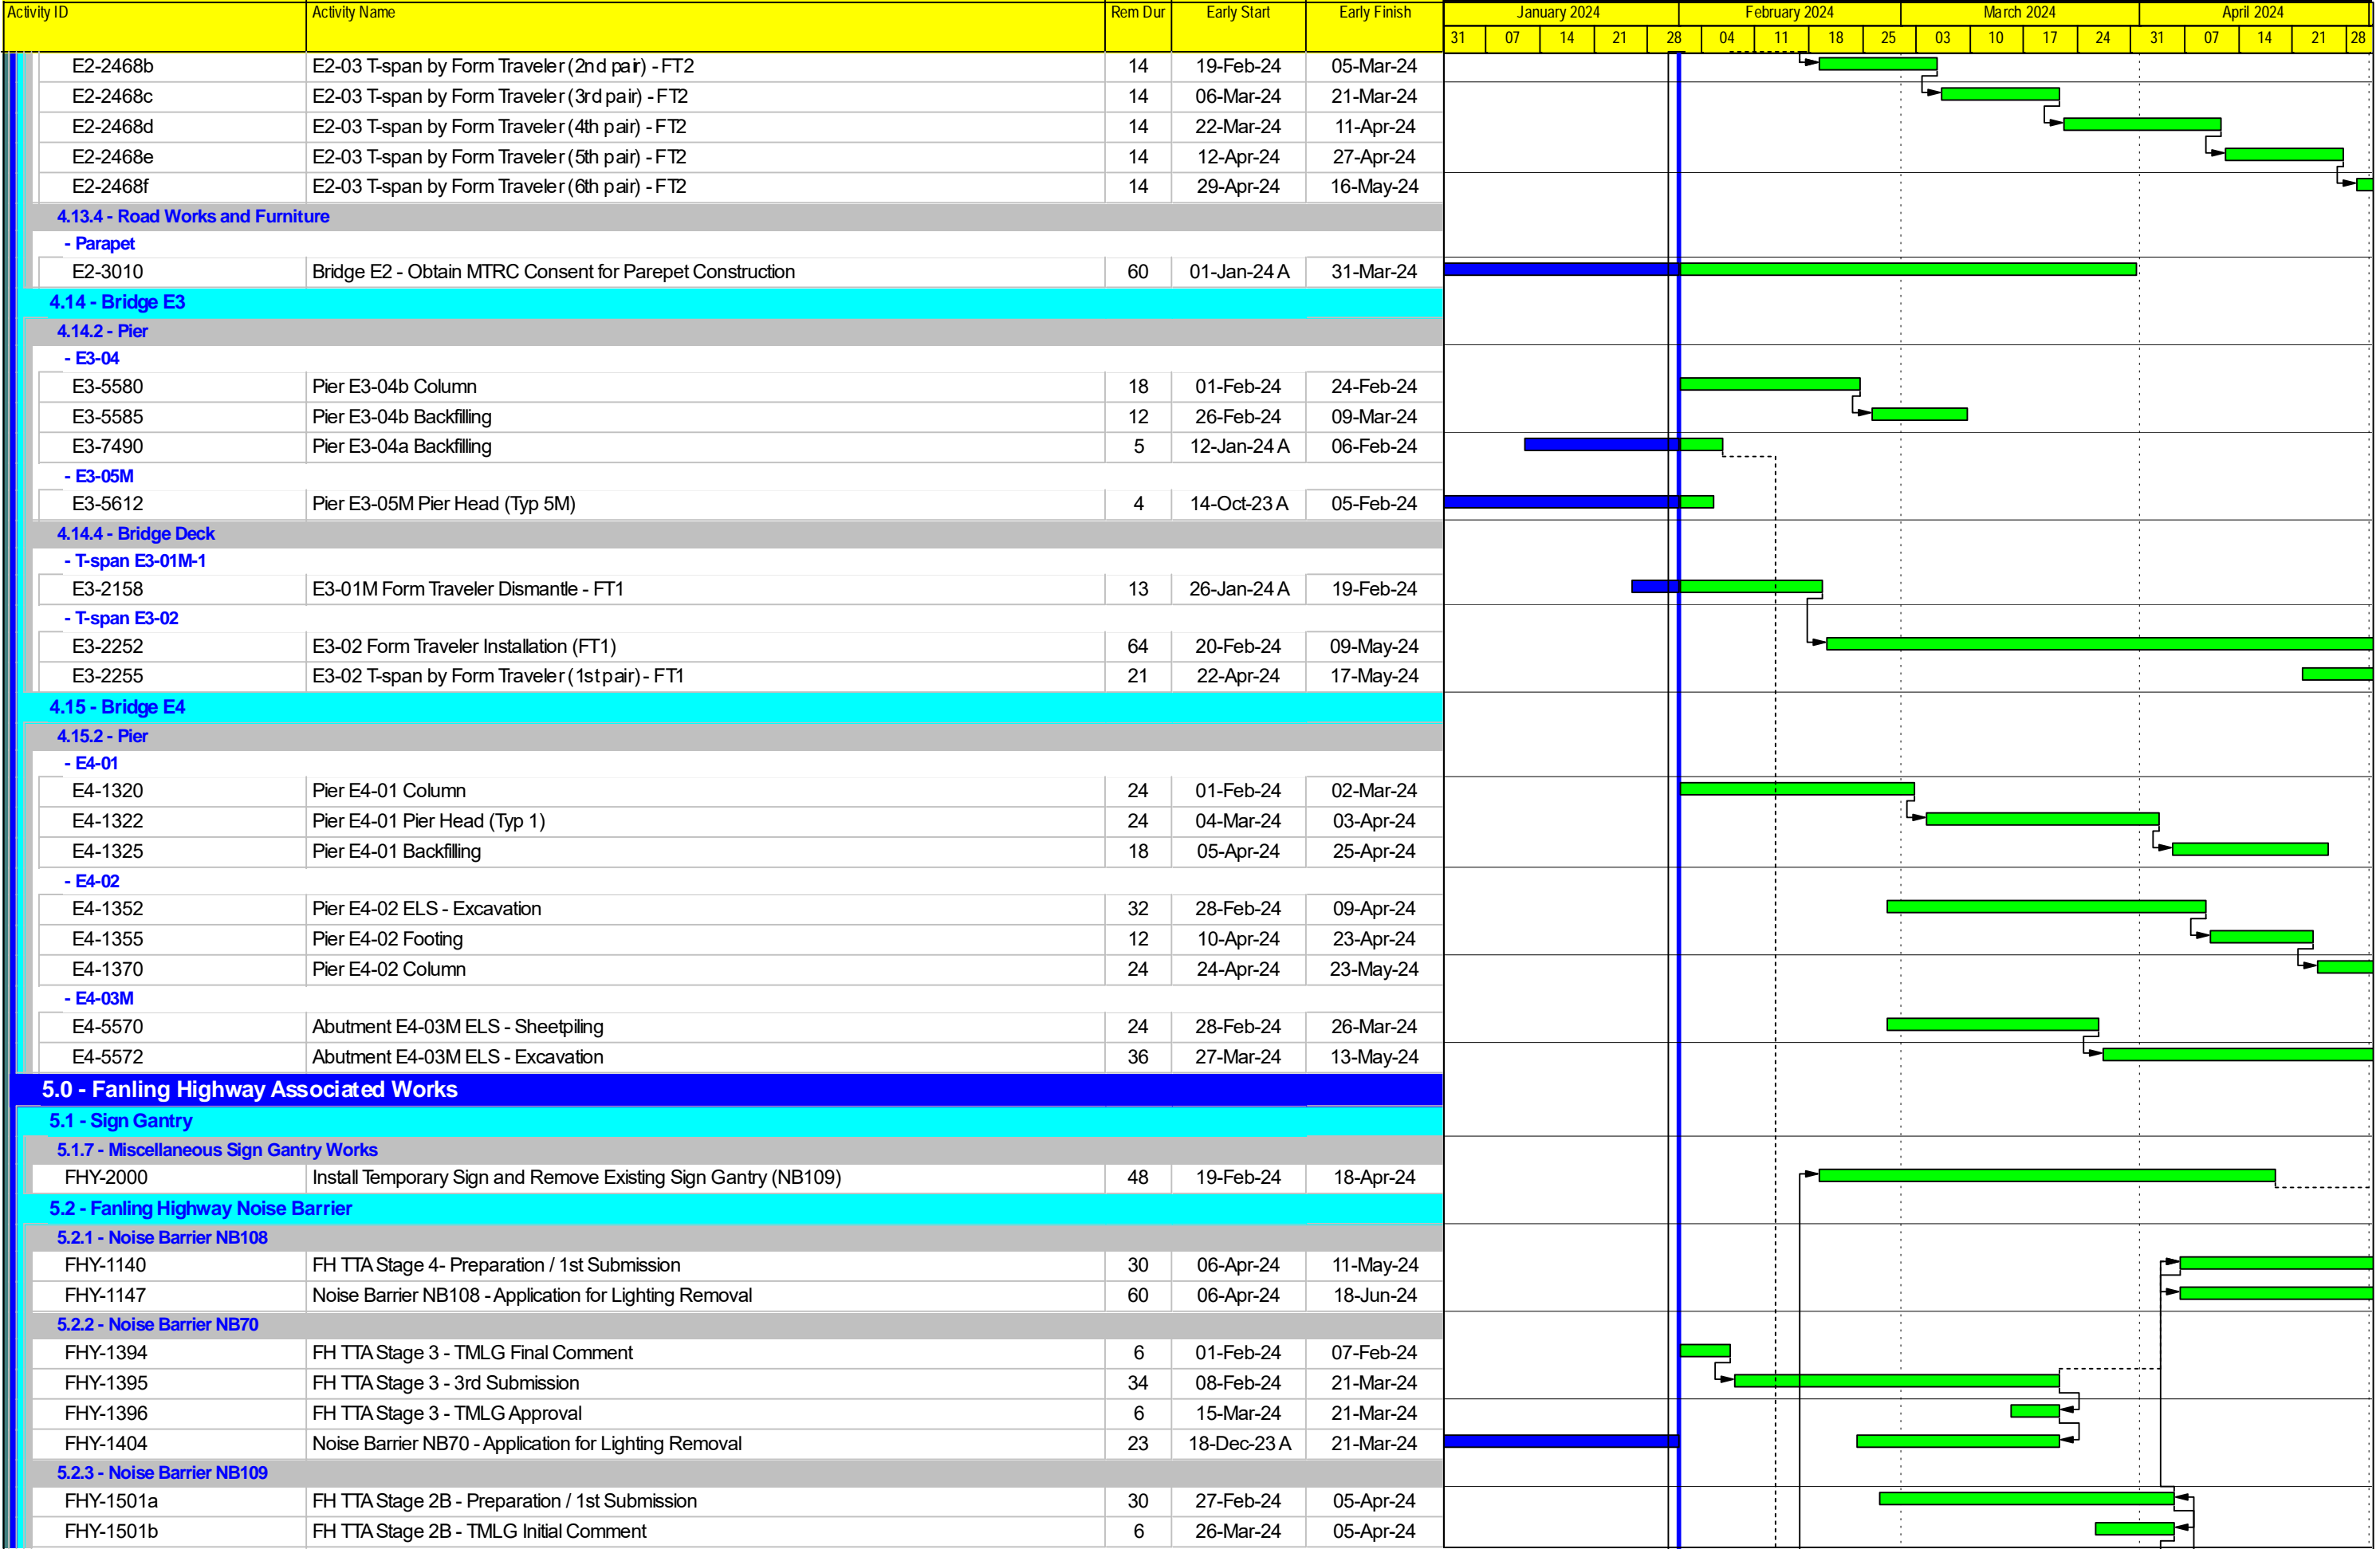 Activity ID Activity Name Rem Dur Early Start Early Finish January 2024 February 2024 March 2024 April 2024
31 07 14 21 28 04 11 18 25 03 10 17 24 31 07 14 21 28
E2-2468b E2-03 T-span by Form Traveler (2nd pair) - FT2 14 19-Feb-24 05-Mar-24
E2-2468c E2-03 T-span by Form Traveler (3rd pair) - FT2 14 06-Mar-24 21-Mar-24
E2-2468d E2-03 T-span by Form Traveler (4th pair) - FT2 14 22-Mar-24 11-Apr-24
E2-2468e E2-03 T-span by Form Traveler (5th pair) - FT2 14 12-Apr-24 27-Apr-24
E2-2468f E2-03 T-span by Form Traveler (6th pair) - FT2 14 29-Apr-24 16-May-24
4.13.4 - Road Works and Furniture
- Parapet
E2-3010 Bridge E2 - Obtain MTRC Consent for Parepet Construction 60 01-Jan-24 A 31-Mar-24
4.14 - Bridge E3
4.14.2 - Pier
- E3-04
E3-5580 Pier E3-04b Column 18 01-Feb-24 24-Feb-24
E3-5585 Pier E3-04b Backfilling 12 26-Feb-24 09-Mar-24
E3-7490 Pier E3-04a Backfilling 5 12-Jan-24 A 06-Feb-24
- E3-05M
E3-5612 Pier E3-05M Pier Head (Typ 5M) 4 14-Oct-23 A 05-Feb-24
4.14.4 - Bridge Deck
- T-span E3-01M-1
E3-2158 E3-01M Form Traveler Dismantle - FT1 13 26-Jan-24 A 19-Feb-24
- T-span E3-02
E3-2252 E3-02 Form Traveler Installation (FT1) 64 20-Feb-24 09-May-24
E3-2255 E3-02 T-span by Form Traveler (1st pair) - FT1 21 22-Apr-24 17-May-24
4.15 - Bridge E4
4.15.2 - Pier
- E4-01
E4-1320 Pier E4-01 Column 24 01-Feb-24 02-Mar-24
E4-1322 Pier E4-01 Pier Head (Typ 1) 24 04-Mar-24 03-Apr-24
E4-1325 Pier E4-01 Backfilling 18 05-Apr-24 25-Apr-24
- E4-02
E4-1352 Pier E4-02 ELS - Excavation 32 28-Feb-24 09-Apr-24
E4-1355 Pier E4-02 Footing 12 10-Apr-24 23-Apr-24
E4-1370 Pier E4-02 Column 24 24-Apr-24 23-May-24
- E4-03M
E4-5570 Abutment E4-03M ELS - Sheetpiling 24 28-Feb-24 26-Mar-24
E4-5572 Abutment E4-03M ELS - Excavation 36 27-Mar-24 13-May-24
5.0 - Fanling Highway Associated Works
5.1 - Sign Gantry
5.1.7 - Miscellaneous Sign Gantry Works
FHY-2000 Install Temporary Sign and Remove Existing Sign Gantry (NB109) 48 19-Feb-24 18-Apr-24
5.2 - Fanling Highway Noise Barrier
5.2.1 - Noise Barrier NB108
FHY-1140 FH TTA Stage 4- Preparation / 1st Submission 30 06-Apr-24 11-May-24
FHY-1147 Noise Barrier NB108 - Application for Lighting Removal 60 06-Apr-24 18-Jun-24
5.2.2 - Noise Barrier NB70
FHY-1394 FH TTA Stage 3 - TMLG Final Comment 6 01-Feb-24 07-Feb-24
FHY-1395 FH TTA Stage 3 - 3rd Submission 34 08-Feb-24 21-Mar-24
FHY-1396 FH TTA Stage 3 - TMLG Approval 6 15-Mar-24 21-Mar-24
FHY-1404 Noise Barrier NB70 - Application for Lighting Removal 23 18-Dec-23 A 21-Mar-24
5.2.3 - Noise Barrier NB109
FHY-1501a FH TTA Stage 2B - Preparation / 1st Submission 30 27-Feb-24 05-Apr-24
FHY-1501b FH TTA Stage 2B - TMLG Initial Comment 6 26-Mar-24 05-Apr-24